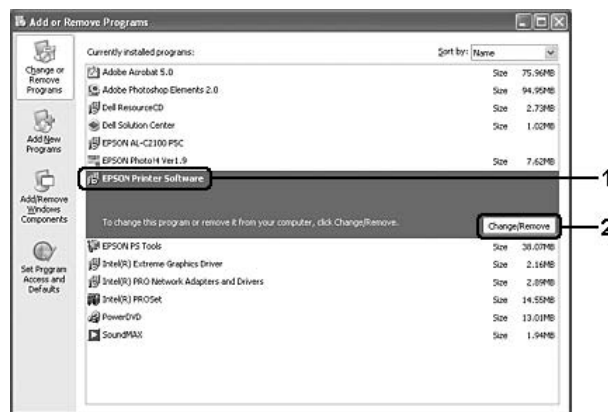 Add or Remove Programs
Change or
Remove
Programs
Add New
Programs
Add/Remove
Windows
Components
Set Program
Access and
Defaults
Currently installed programs:
Sort by: Name
Adobe Acrobat 5.0 Size 75.96MB
Adobe Photoshop Elements 2.0 Size 94.95MB
Dell ResourceCD Size 2.73MB
Dell Solution Center Size 1.02MB
EPSON AL-C2100 PSC
EPSON Photo!4 Ver1.9 Size 7.62MB
EPSON Printer Software 1
To change this program or remove it from your computer, click Change/Remove.
Change/Remove 2
EPSON PS Tools Size 38.07MB
Intel(R) Extreme Graphics Driver Size 2.16MB
Intel(R) PRO Network Adapters and Drivers Size 2.89MB
Intel(R) PROSet Size 14.55MB
PowerDVD Size 13.01MB
SoundMAX Size 1.94MB